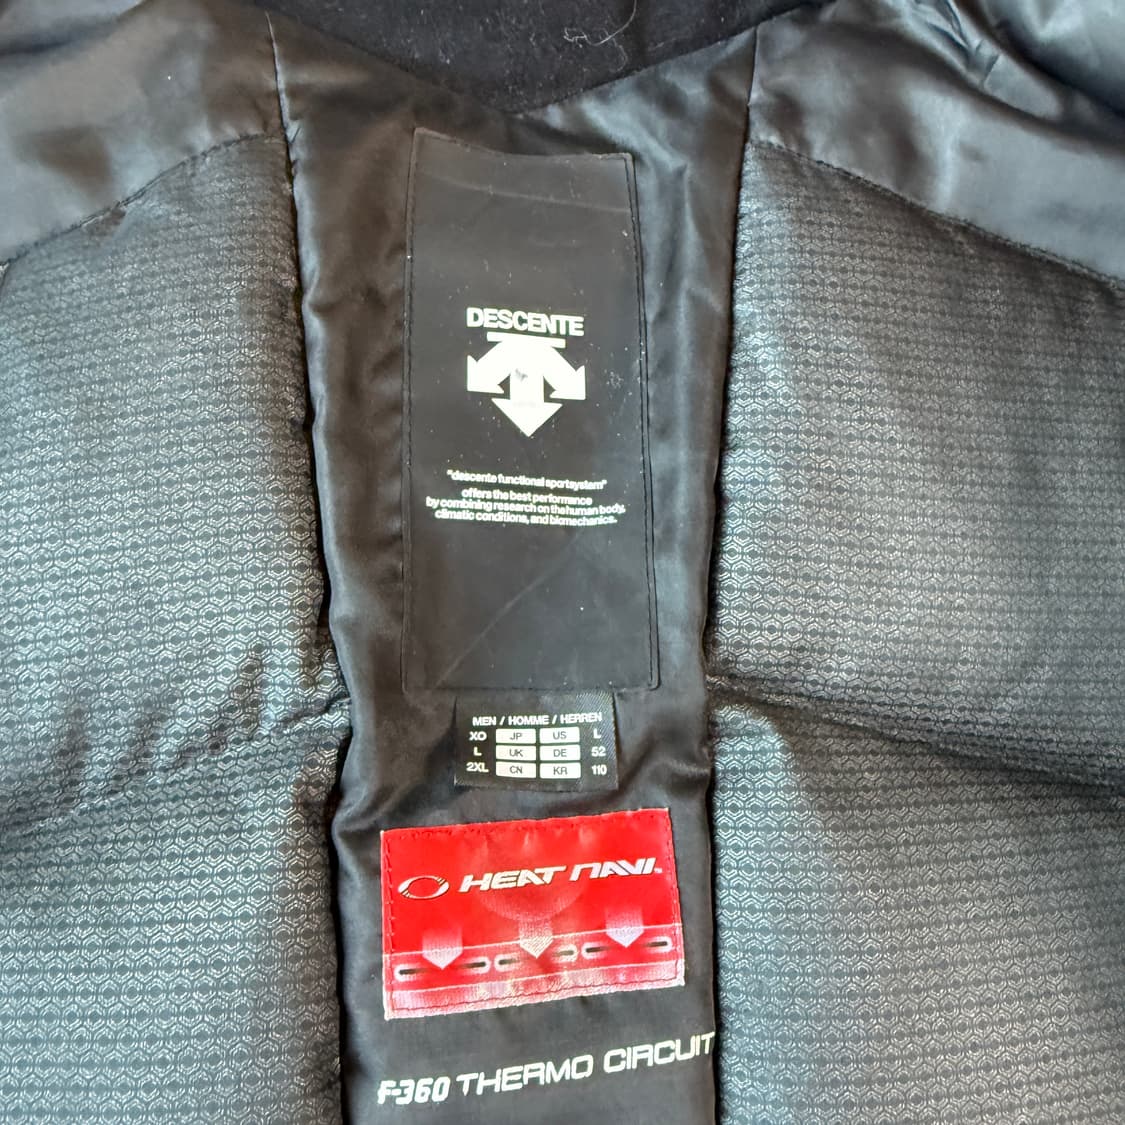 DESCENTE
"descente functional sportsystem"
offers the best performance
by combining research on the human body,
climatic conditions, and biomechanics.
MEN / HOMME / HERREN
XO JP US L
L UK DE 52
2XL CN KR 110
HEAT NAVI.
F-360 THERMO CIRCUIT